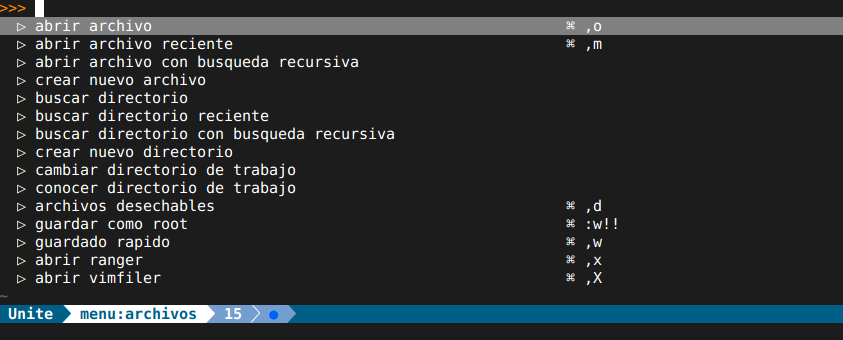 >>>
▷ abrir archivo ⌘ ,o
▷ abrir archivo reciente ⌘ ,m
▷ abrir archivo con busqueda recursiva
▷ crear nuevo archivo
▷ buscar directorio
▷ buscar directorio reciente
▷ buscar directorio con busqueda recursiva
▷ crear nuevo directorio
▷ cambiar directorio de trabajo
▷ conocer directorio de trabajo
▷ archivos desechables ⌘ ,d
▷ guardar como root ⌘ :w!!
▷ guardado rapido ⌘ ,w
▷ abrir ranger ⌘ ,x
▷ abrir vimfiler ⌘ ,X
~
Unite menu:archivos 15 ●